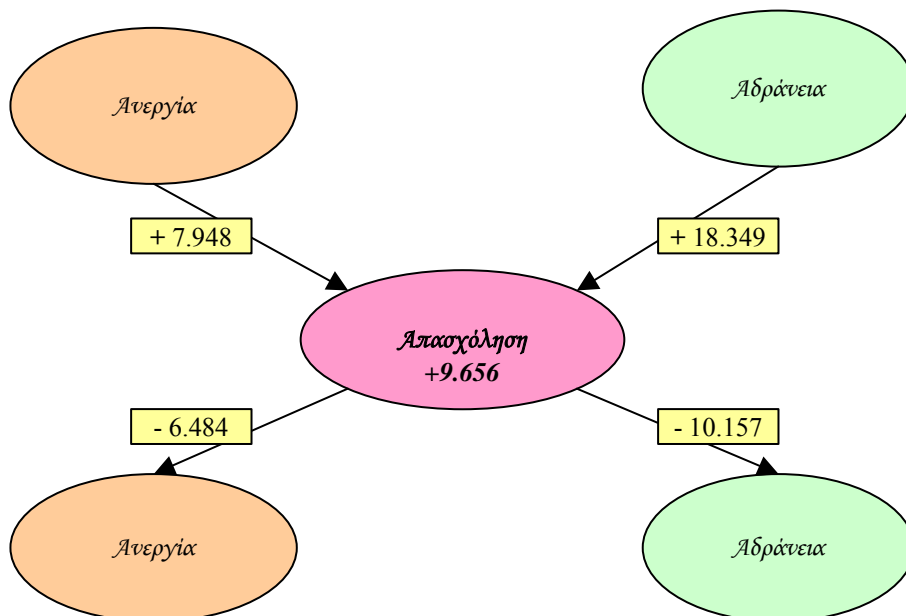 Ανεργία
Αδράνεια
+ 7.948
+ 18.349
Απασχόληση
+9.656
- 6.484
- 10.157
Ανεργία
Αδράνεια